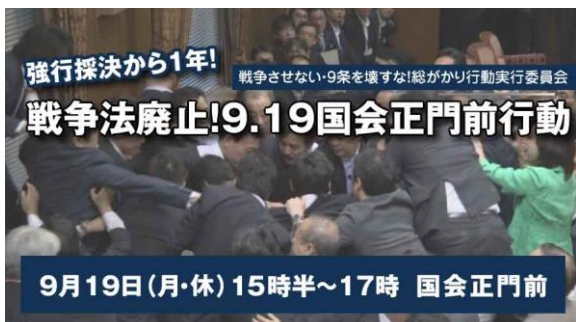 強行採決から1年!
戦争させない・9条を壊すな!総がかり行動実行委員会
戦争法廃止!9.19国会正門前行動
9月19日(月・休)15時半〜17時 国会正門前